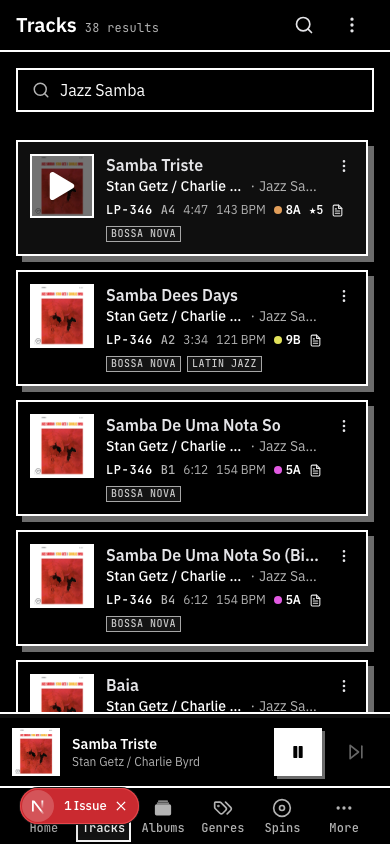 Tracks 38 results
Jazz Samba
Samba Triste
Stan Getz / Charlie ... · Jazz Sa...
LP-346 A4 4:47 143 BPM 8A ★5
BOSSA NOVA
Samba Dees Days
Stan Getz / Charlie ... · Jazz Sa...
LP-346 A2 3:34 121 BPM 9B
BOSSA NOVA LATIN JAZZ
Samba De Uma Nota So
Stan Getz / Charlie ... · Jazz Sa...
LP-346 B1 6:12 154 BPM 5A
BOSSA NOVA
Samba De Uma Nota So (Bi...
Stan Getz / Charlie ... · Jazz Sa...
LP-346 B4 6:12 154 BPM 5A
BOSSA NOVA
Baia
Stan Getz / Charlie ... · Jazz Sa...
Samba Triste
Stan Getz / Charlie Byrd
N 1 Issue
Home Tracks Albums Genres Spins More